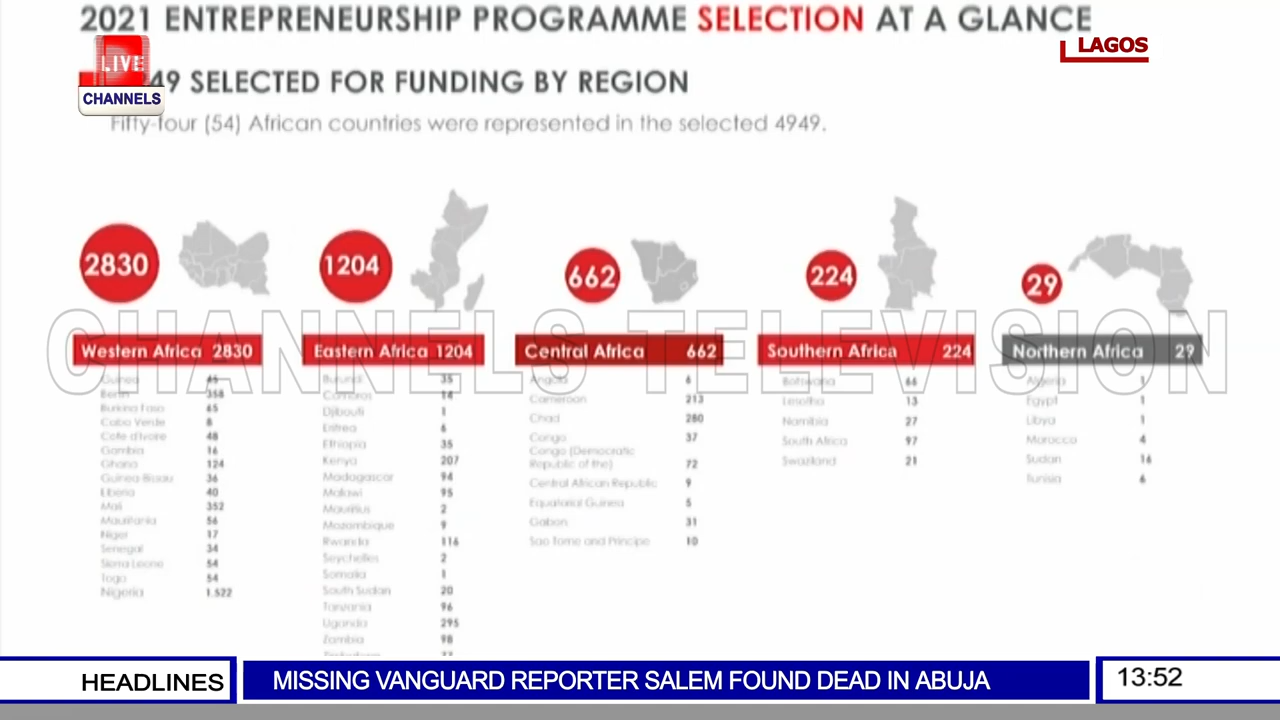 2021 ENTREPRENEURSHIP PROGRAMME SELECTION AT A GLANCE
LIVE
CHANNELS
LAGOS
49 SELECTED FOR FUNDING BY REGION
Fifty-four (54) African countries were represented in the selected 4949.
2830
1204
662
224
29
CHANNELS TELEVISION
Western Africa 2830
Guinea 65
Benin 358
Burkina Faso 65
Cabo Verde 8
Cote d'Ivore 48
Gambia 16
Ghana 124
Guinea-Bissau 36
Liberia 40
Mali 352
Mauritania 56
Niger 17
Senegal 34
Sierra Leone 54
Togo 54
Nigeria 1,522
Eastern Africa 1204
Burundi 35
Comoros 14
Djibouti 1
Eritrea 6
Ethiopia 35
Kenya 207
Madagascar 94
Malawi 95
Mauritius 2
Mozambique 9
Rwanda 116
Seychelles 2
Somalia 1
South Sudan 20
Tanzania 96
Uganda 295
Zambia 98
Central Africa 662
Angola 6
Cameroon 213
Chad 280
Congo 37
Congo (Democratic
Republic of the) 72
Central African Republic 9
Equatorial Guinea 5
Gabon 31
Sao Tome and Principe 10
Southern Africa 224
Botswana 66
Lesotho 13
Namibia 27
South Africa 97
Swaziland 21
Northern Africa 29
Algeria 1
Egypt 1
Libya 1
Morocco 4
Sudan 16
Tunisia 6
HEADLINES
MISSING VANGUARD REPORTER SALEM FOUND DEAD IN ABUJA
13:52